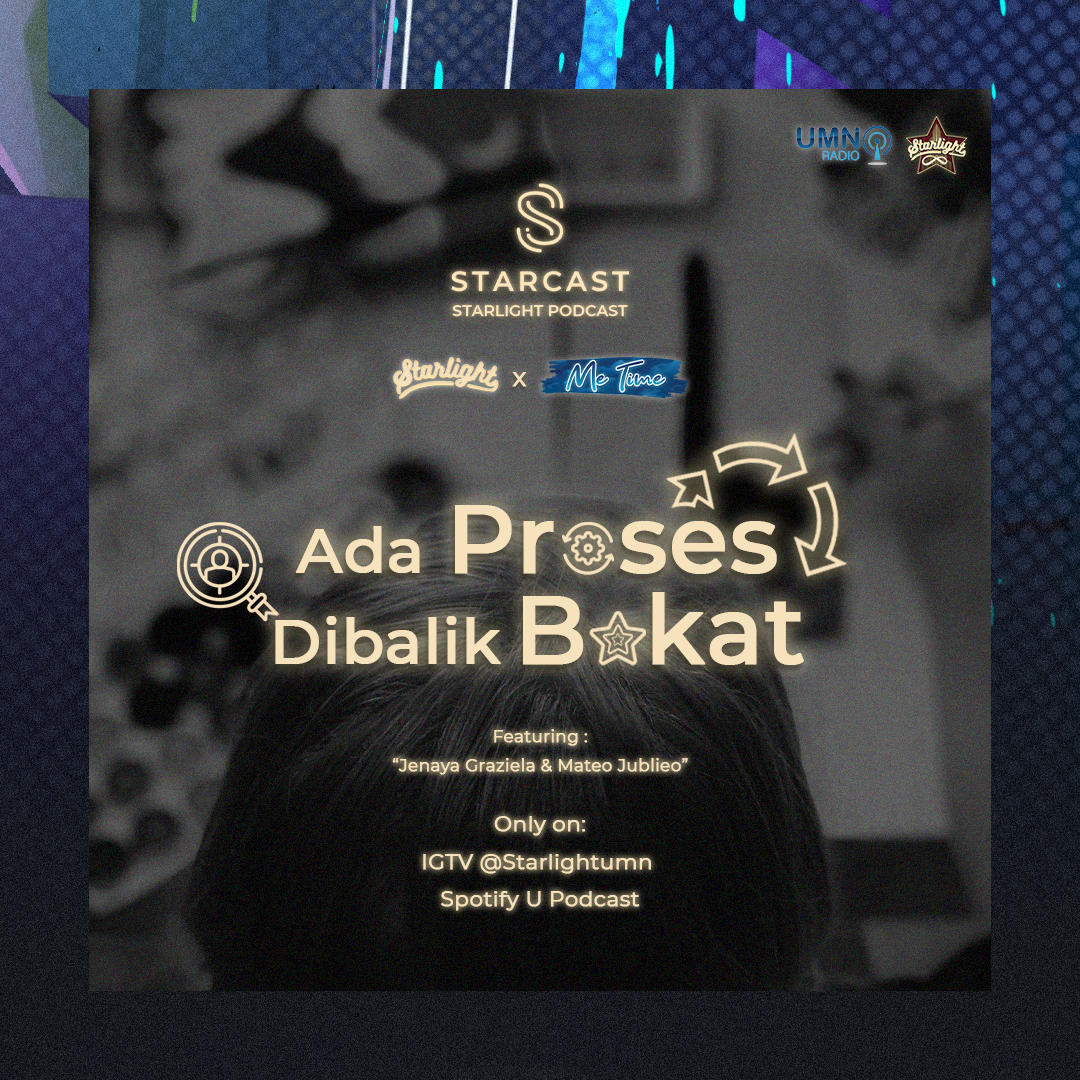 UMN
RADIO
Starlight
STARCAST
STARLIGHT PODCAST
Starlight x Me Time
Ada Proses
Dibalik Bakat
Featuring :
“Jenaya Graziela & Mateo Jublieo”
Only on:
IGTV @Starlightumn
Spotify U Podcast